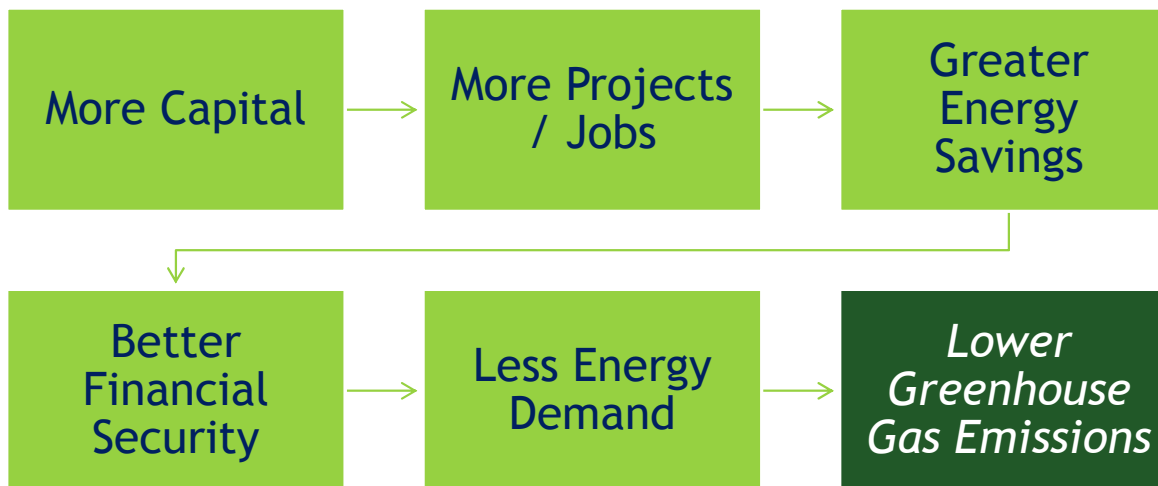 More Capital
More Projects
/ Jobs
Greater
Energy
Savings
Better
Financial
Security
Less Energy
Demand
Lower
Greenhouse
Gas Emissions